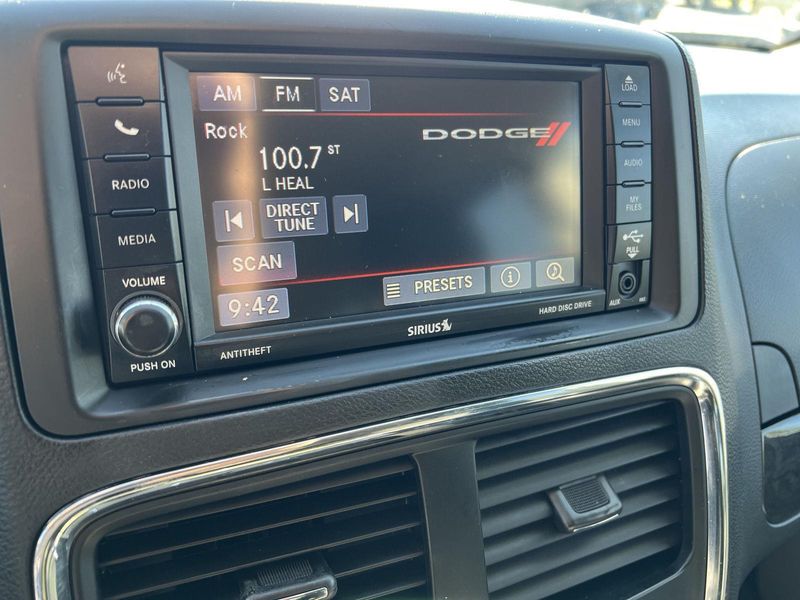 AM FM SAT
Rock
DODGE
100.7 ST
L HEAL
DIRECT
TUNE
SCAN
9:42
PRESETS
RADIO
MEDIA
VOLUME
PUSH ON
ANTITHEFT
SIRIUS
HARD DISC DRIVE
LOAD
MENU
AUDIO
MY
FILES
PULL
AUX